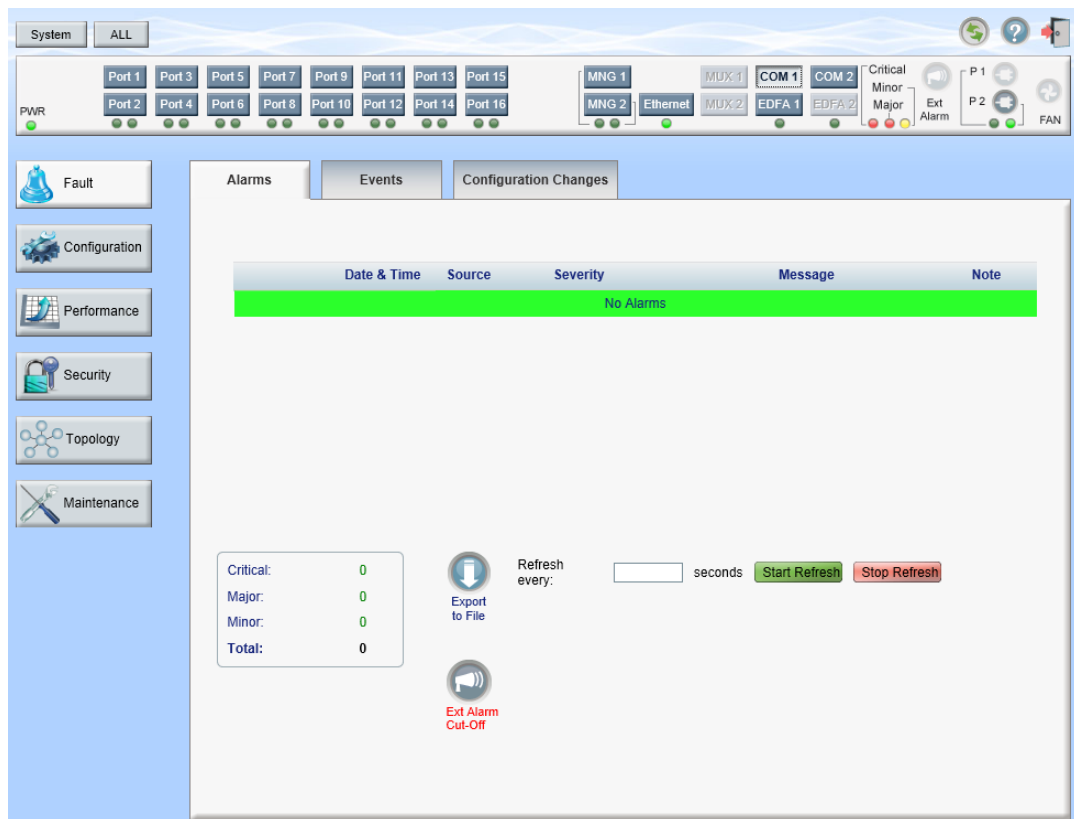 System ALL
Port 1 Port 3 Port 5 Port 7 Port 9 Port 11 Port 13 Port 15 MNG 1 MUX 1 COM 1 COM 2 Critical P 1
Minor
PWR Port 2 Port 4 Port 6 Port 8 Port 10 Port 12 Port 14 Port 16 MNG 2 Ethernet MUX 2 EDFA 1 EDFA 2 Major Ext Alarm P 2 FAN
Fault
Configuration
Performance
Security
Topology
Maintenance
Alarms Events Configuration Changes
Date & Time Source Severity Message Note
No Alarms
Critical: 0
Major: 0
Minor: 0
Total: 0
Export
to File
Refresh
every: seconds Start Refresh Stop Refresh
Ext Alarm
Cut-Off